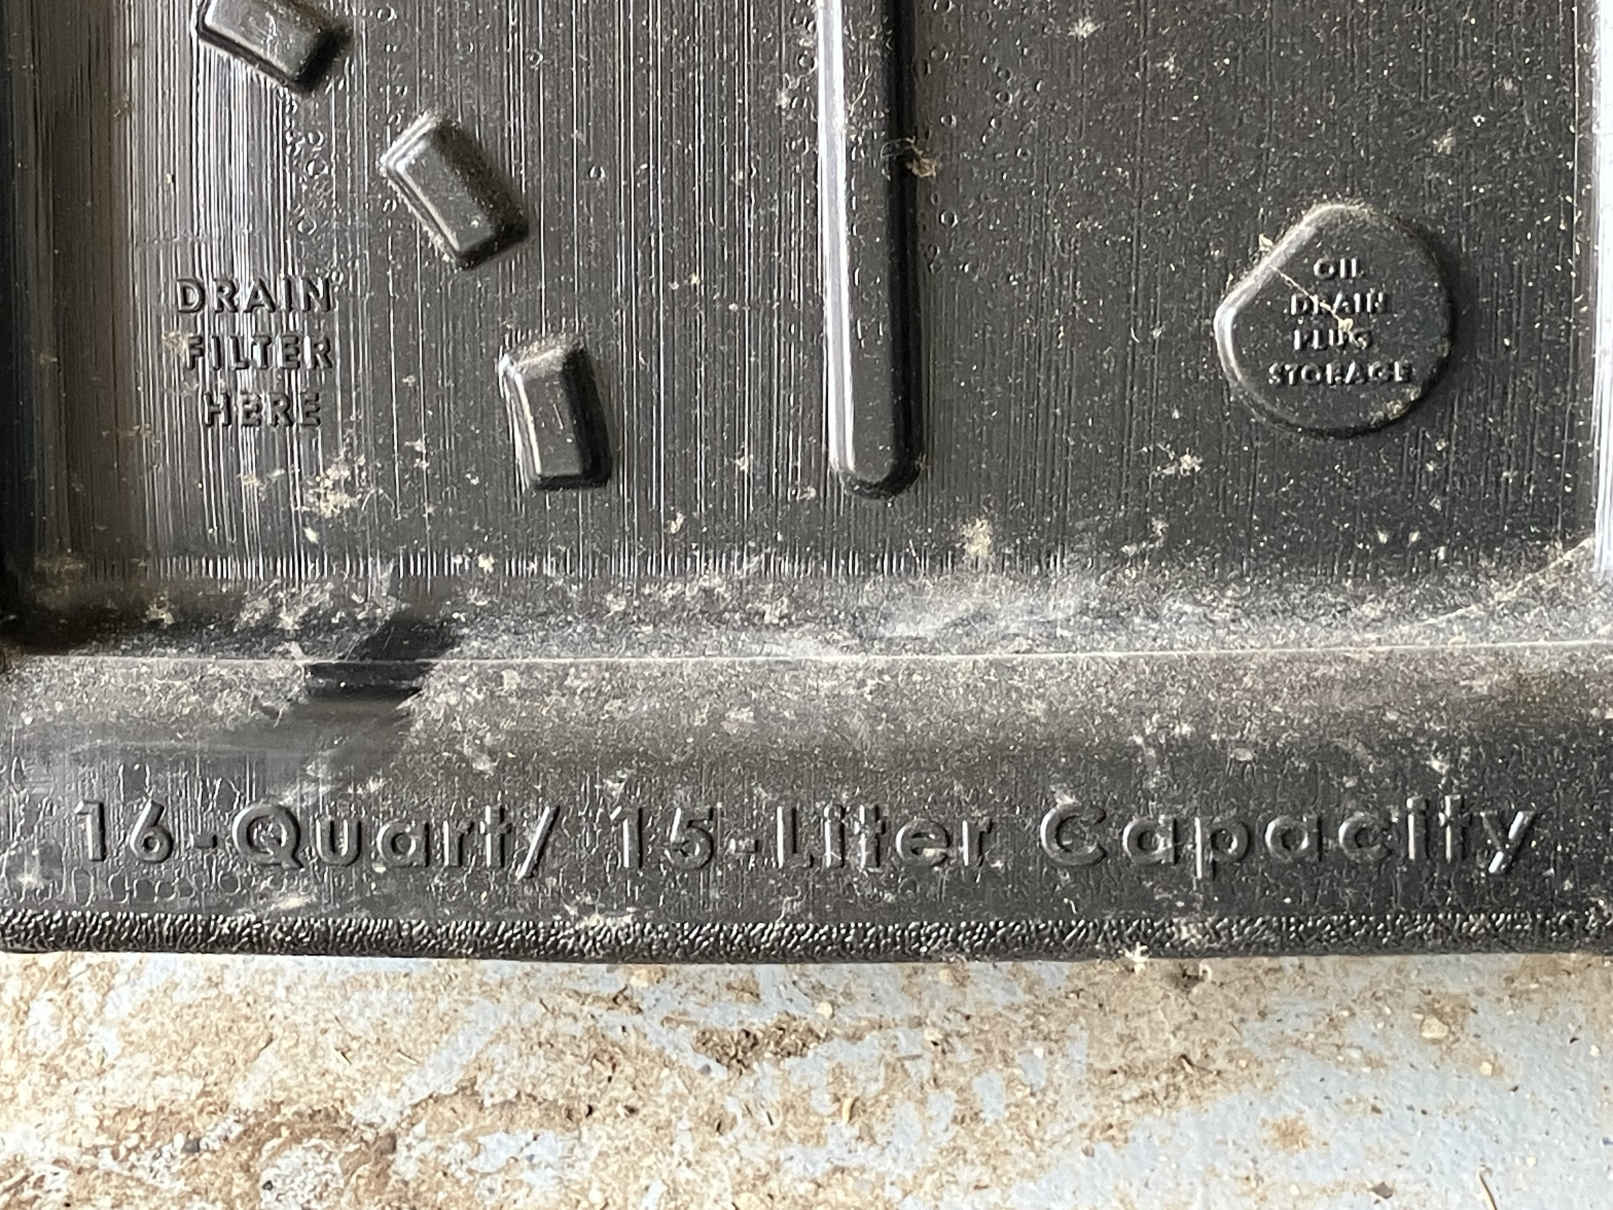 DRAIN
FILTER
HERE
OIL
DRAIN
PLUG
STORAGE
16-Quart/ 15-Liter Capacity